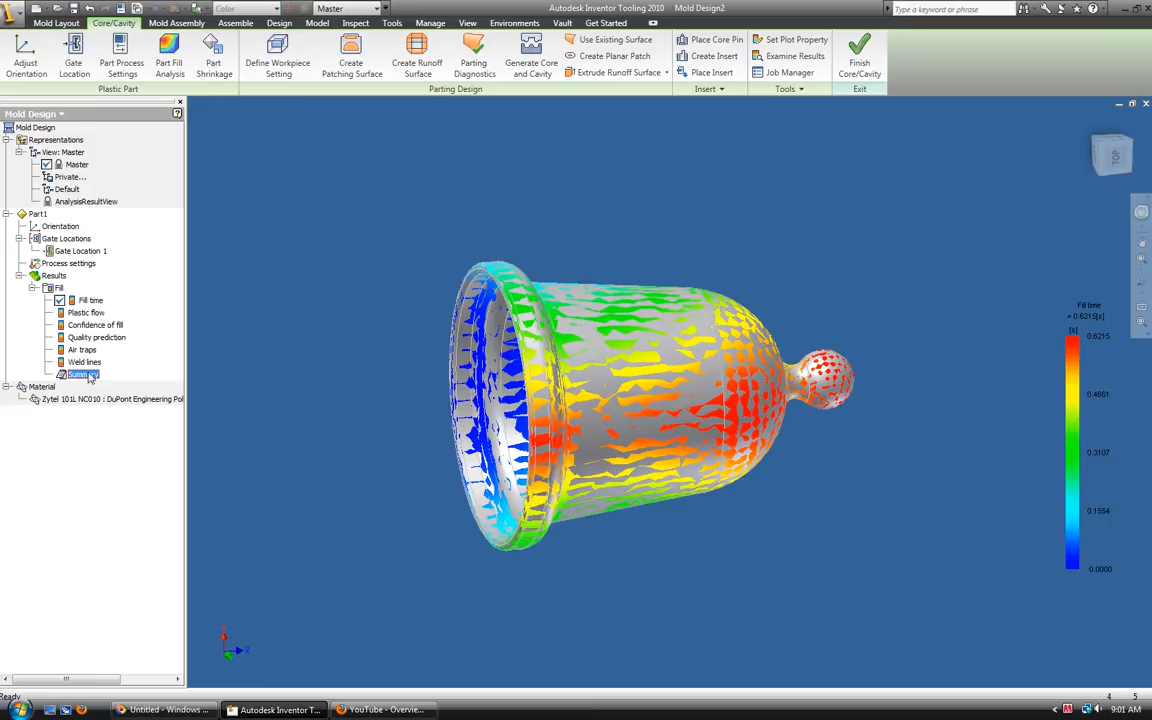 Color
Master
Autodesk Inventor Tooling 2010
Mold Design2
Type a keyword or phrase
Mold Layout
Core/Cavity
Mold Assembly
Assemble
Design
Model
Inspect
Tools
Manage
View
Environments
Vault
Get Started
Adjust
Orientation
Gate
Location
Part Process
Settings
Part Fill
Analysis
Part
Shrinkage
Define Workpiece
Setting
Create
Patching Surface
Create Runoff
Surface
Parting
Diagnostics
Generate Core
and Cavity
Use Existing Surface
Create Planar Patch
Extrude Runoff Surface
Place Core Pin
Create Insert
Place Insert
Set Plot Property
Examine Results
Job Manager
Finish
Core/Cavity
Plastic Part
Parting Design
Insert
Tools
Exit
Mold Design
Mold Design
Representations
View: Master
Master
Private...
Default
AnalysisResultView
Part1
Orientation
Gate Locations
Gate Location 1
Process settings
Results
Fill
Fill time
Plastic flow
Confidence of fill
Quality prediction
Air traps
Weld lines
Summary
Material
Zytel 101L NC010 : DuPont Engineering Pol
TOP
Fill time
= 0.6215[s]
[s]
0.6215
0.4661
0.3107
0.1554
0.0000
Z
Ready
4
5
Untitled - Windows ...
Autodesk Inventor T...
YouTube - Overvie...
9:01 AM